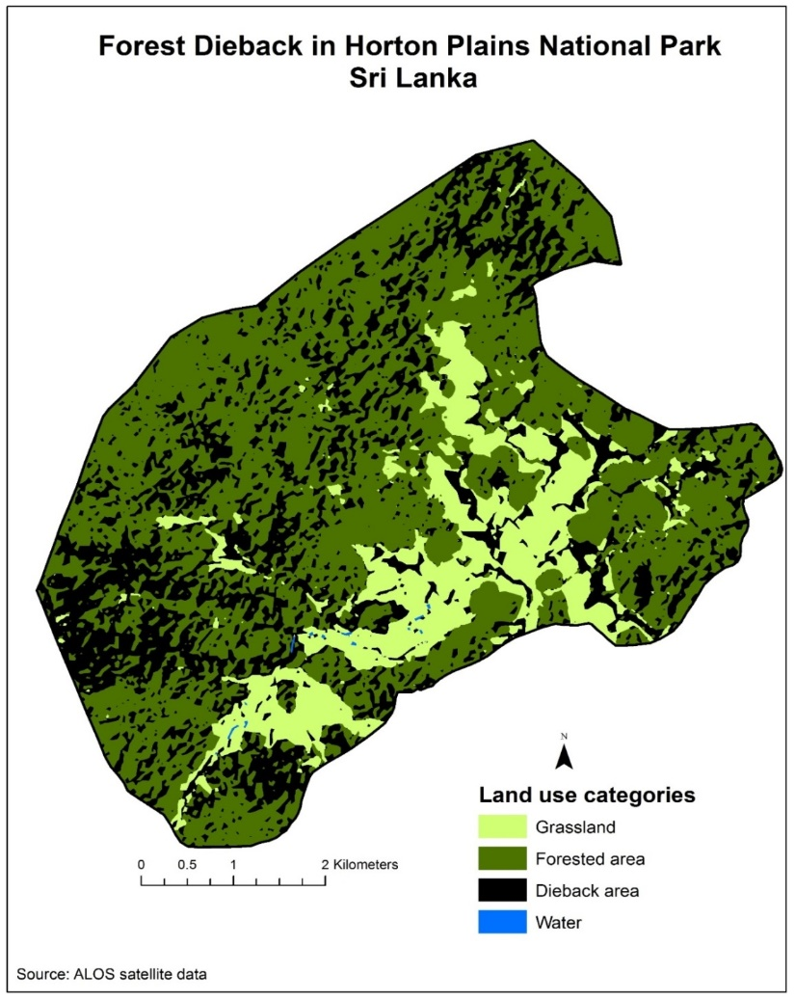 Forest Dieback in Horton Plains National Park
Sri Lanka
N
Land use categories
Grassland
Forested area
Dieback area
Water
0 0.5 1 2 Kilometers
Source: ALOS satellite data